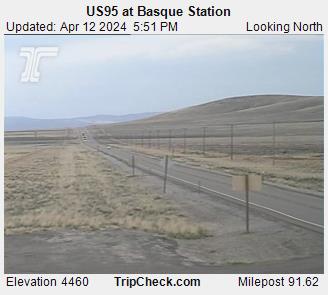 US95 at Basque Station
Updated: Apr 12 2024 5:51 PM Looking North
Elevation 4460 TripCheck.com Milepost 91.62